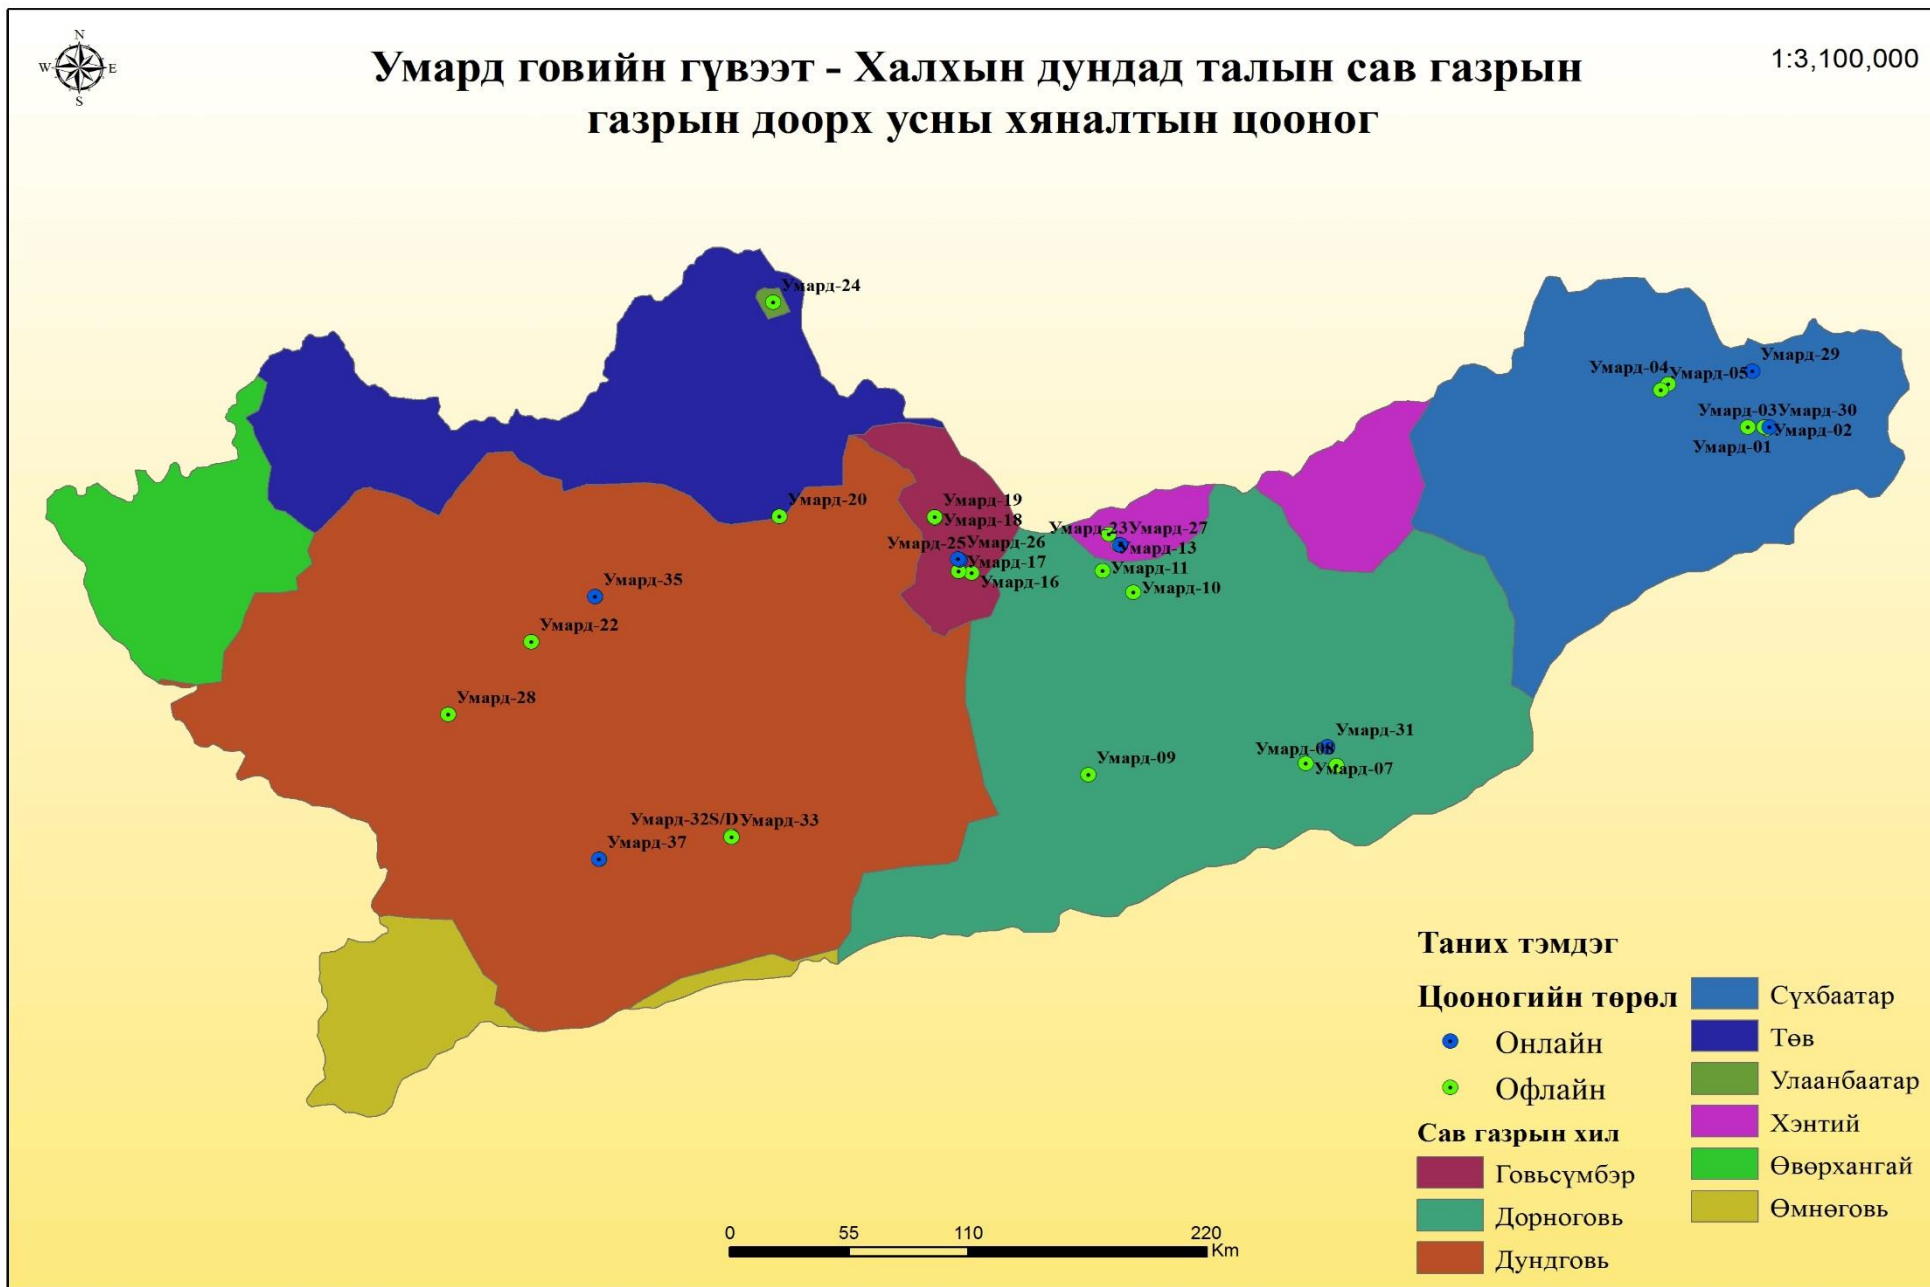 N
W E
S
Умард говийн гүвээт - Халхын дундад талын сав газрын
газрын доорх усны хяналтын цооног
1:3,100,000
Умард-24
Умард-29
Умард-04
Умард-05
Умард-03
Умард-30
Умард-02
Умард-01
Умард-20
Умард-19
Умард-18
Умард-25
Умард-26
Умард-17
Умард-16
Умард-23
Умард-27
Умард-13
Умард-11
Умард-10
Умард-35
Умард-22
Умард-28
Умард-09
Умард-31
Умард-08
Умард-07
Умард-32S/D
Умард-33
Умард-37
Таних тэмдэг
Цооногийн төрөл
Онлайн
Офлайн
Сав газрын хил
Говьсүмбэр
Дорноговь
Дундговь
Сүхбаатар
Төв
Улаанбаатар
Хэнтий
Өвөрхангай
Өмнөговь
0 55 110 220
Km